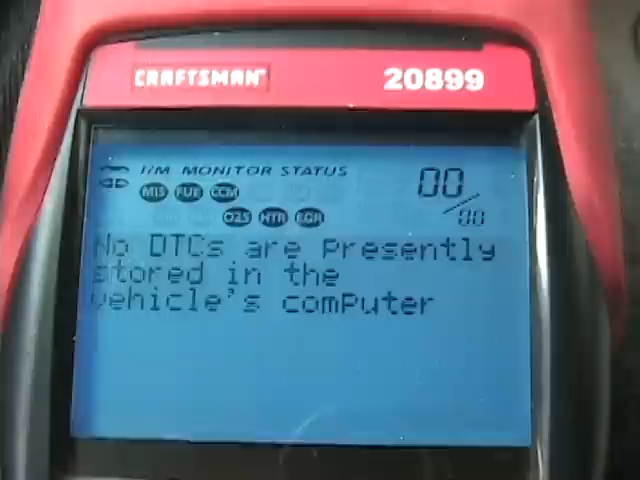 CRAFTSMAN 20899
I/M MONITOR STATUS
MIS FUE CCM 00/00
O2S HTR EGR
No DTCs are Presently
stored in the
vehicle's comPuter